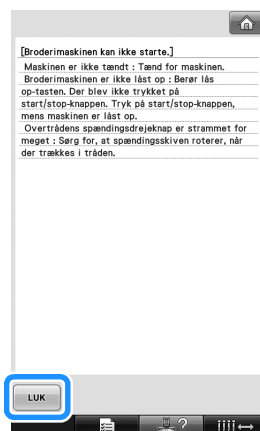 [Broderimaskinen kan ikke starte.]
Maskinen er ikke tændt : Tænd for maskinen.
Broderimaskinen er ikke låst op : Berør lås
op-tasten. Der blev ikke trykket på
start/stop-knappen. Tryk på start/stop-knappen,
mens maskinen er låst op.
Overtrådens spændingsdrejeknap er strammet for
meget : Sørg for, at spændingsskiven roterer, når
der trækkes i tråden.
LUK
?